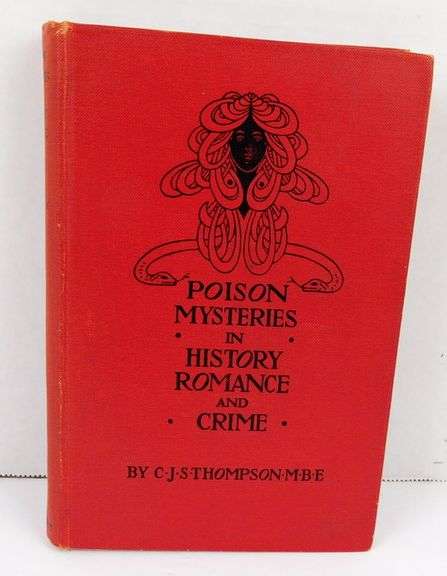 POISON
MYSTERIES
· IN ·
HISTORY
ROMANCE
AND
· CRIME ·
BY C·J·S·THOMPSON·M·B·E